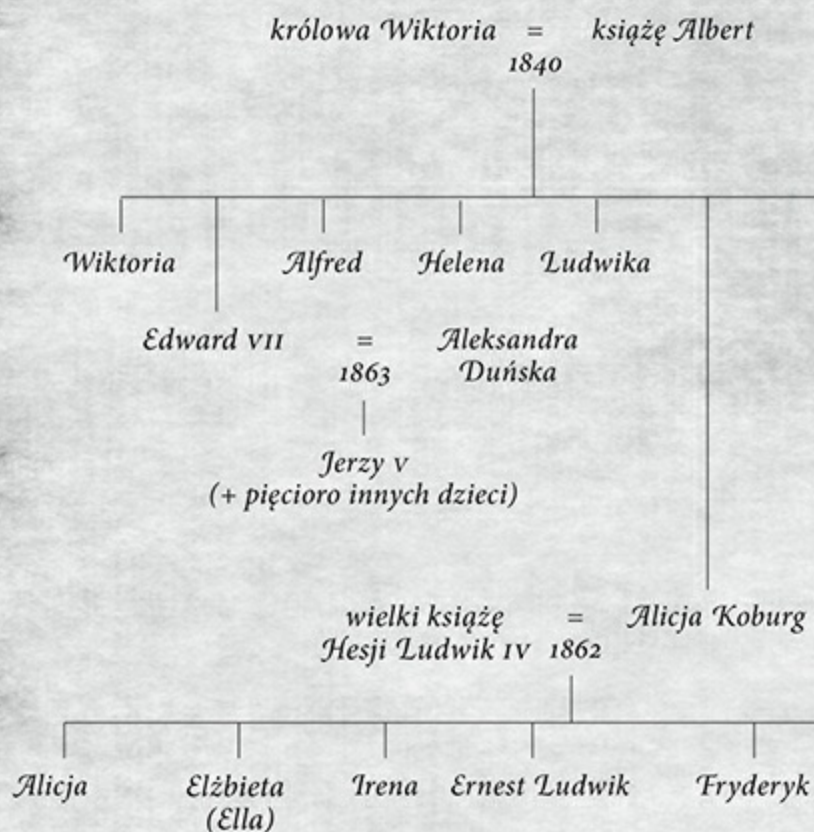 królowa Wiktoria = książę Albert
1840
Wiktoria Alfred Helena Ludwika
Edward VII = Aleksandra
1863 Duńska
Jerzy V
(+ pięcioro innych dzieci)
wielki książę = Alicja Koburg
Hesji Ludwik IV 1862
Alicja Elżbieta Irena Ernest Ludwik Fryderyk
(Ella)